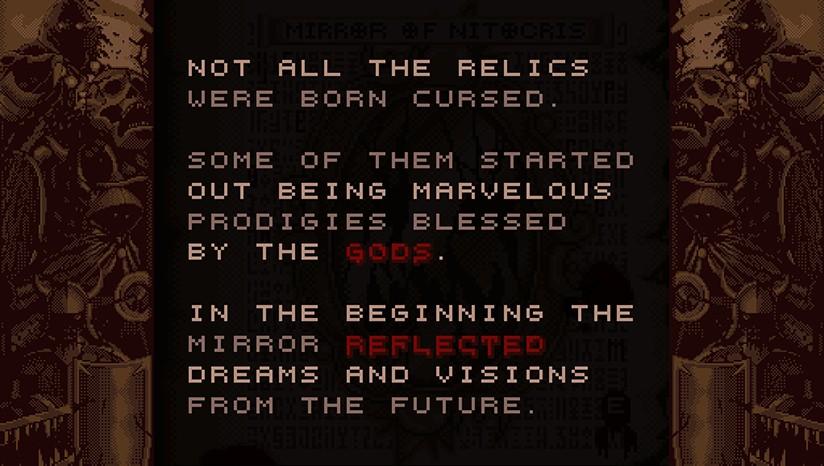 MIRROR OF NITOCRIS
NOT ALL THE RELICS
WERE BORN CURSED.
SOME OF THEM STARTED
OUT BEING MARVELOUS
PRODIGIES BLESSED
BY THE GODS.
IN THE BEGINNING THE
MIRROR REFLECTED
DREAMS AND VISIONS
FROM THE FUTURE.